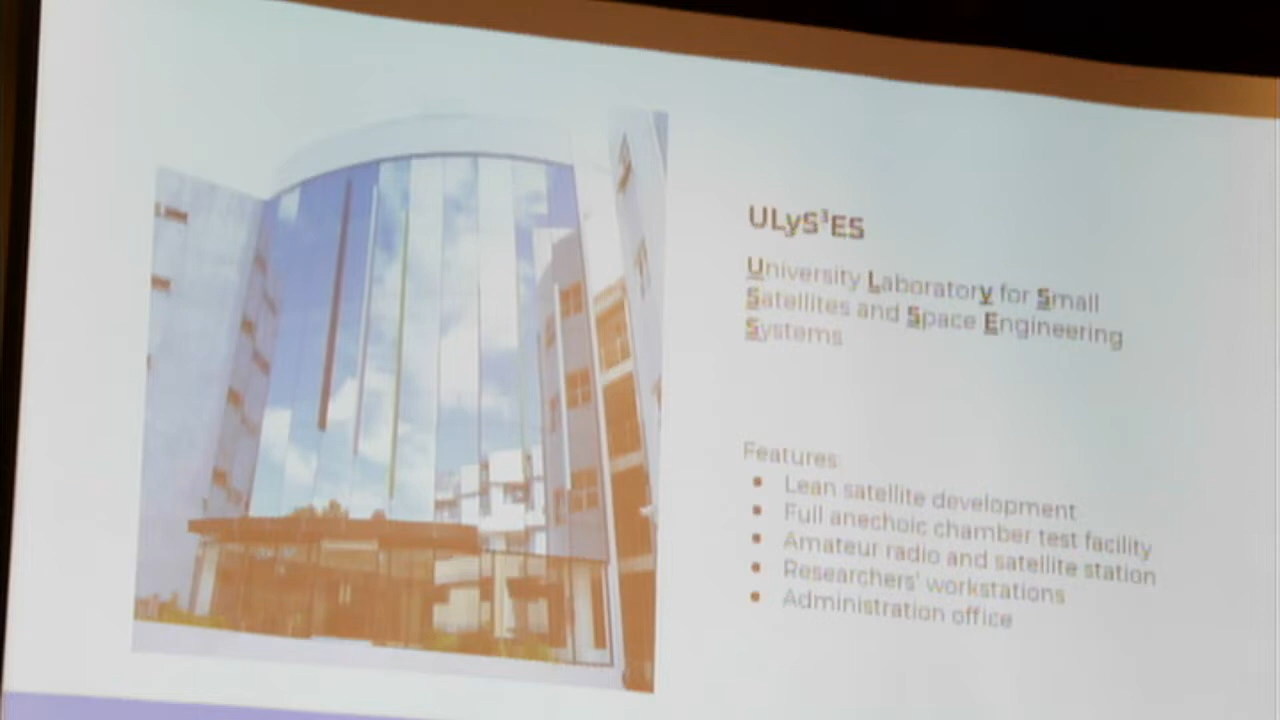 ULyS³ES
University Laboratory for Small
Satellites and Space Engineering
Systems
Features:
• Lean satellite development
• Full anechoic chamber test facility
• Amateur radio and satellite station
• Researchers' workstations
• Administration office